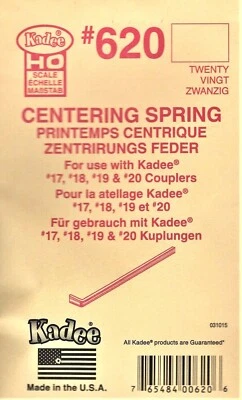 Kadee®
HO
SCALE
ECHELLE
MAßSTAB
#620
TWENTY
VINGT
ZWANZIG
CENTERING SPRING
PRINTEMPS CENTRIQUE
ZENTRIRUNGS FEDER
For use with Kadee®
#17, #18, #19 & #20 Couplers
Pour la atellage Kadee®
#17, #18, #19 et #20
Für gebrauch mit Kadee®
#17, #18, #19 & #20 Kuplungen
031015
Kadee®
All Kadee® products are Guaranteed*
Made in the U.S.A.
7 65484 00620 6